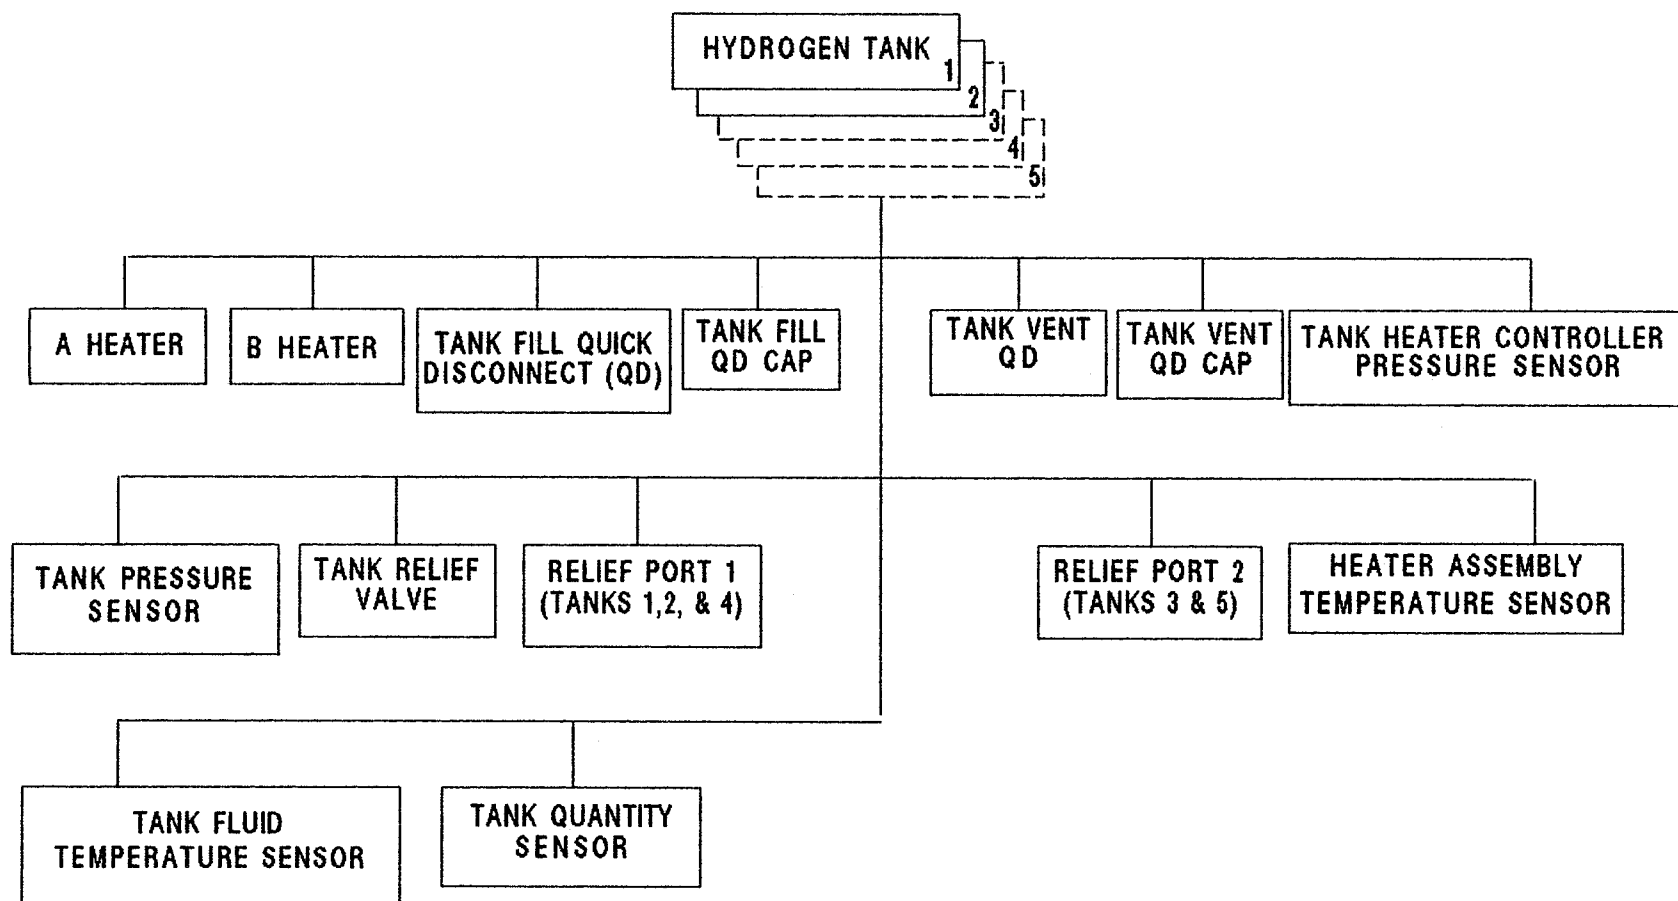 HYDROGEN TANK
1
2
3
4
5
A HEATER
B HEATER
TANK FILL QUICK
DISCONNECT (QD)
TANK FILL
QD CAP
TANK VENT
QD
TANK VENT
QD CAP
TANK HEATER CONTROLLER
PRESSURE SENSOR
TANK PRESSURE
SENSOR
TANK RELIEF
VALVE
RELIEF PORT 1
(TANKS 1,2, & 4)
RELIEF PORT 2
(TANKS 3 & 5)
HEATER ASSEMBLY
TEMPERATURE SENSOR
TANK FLUID
TEMPERATURE SENSOR
TANK QUANTITY
SENSOR